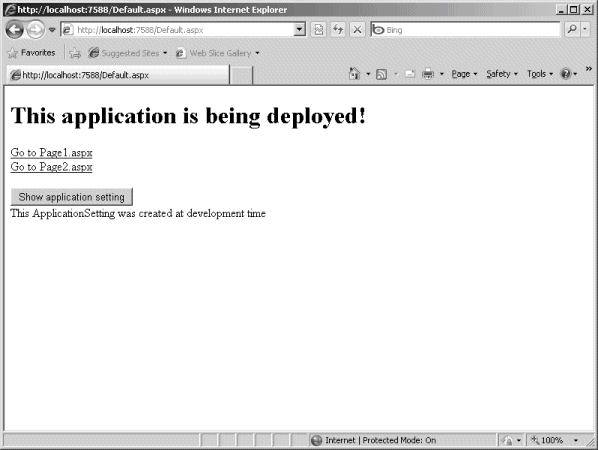 http://localhost:7588/Default.aspx - Windows Internet Explorer
http://localhost:7588/Default.aspx
Bing
Favorites Suggested Sites Web Slice Gallery
http://localhost:7588/Default.aspx
Page Safety Tools
This application is being deployed!
Go to Page1.aspx
Go to Page2.aspx
Show application setting
This ApplicationSetting was created at development time
Internet | Protected Mode: On
100%